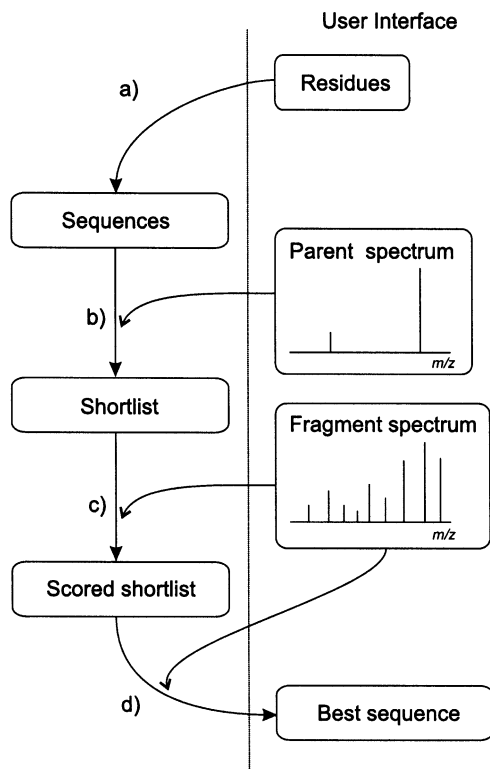 User Interface
a)
Residues
Sequences
Parent spectrum
b)
m/z
Shortlist
Fragment spectrum
c)
m/z
Scored shortlist
d)
Best sequence